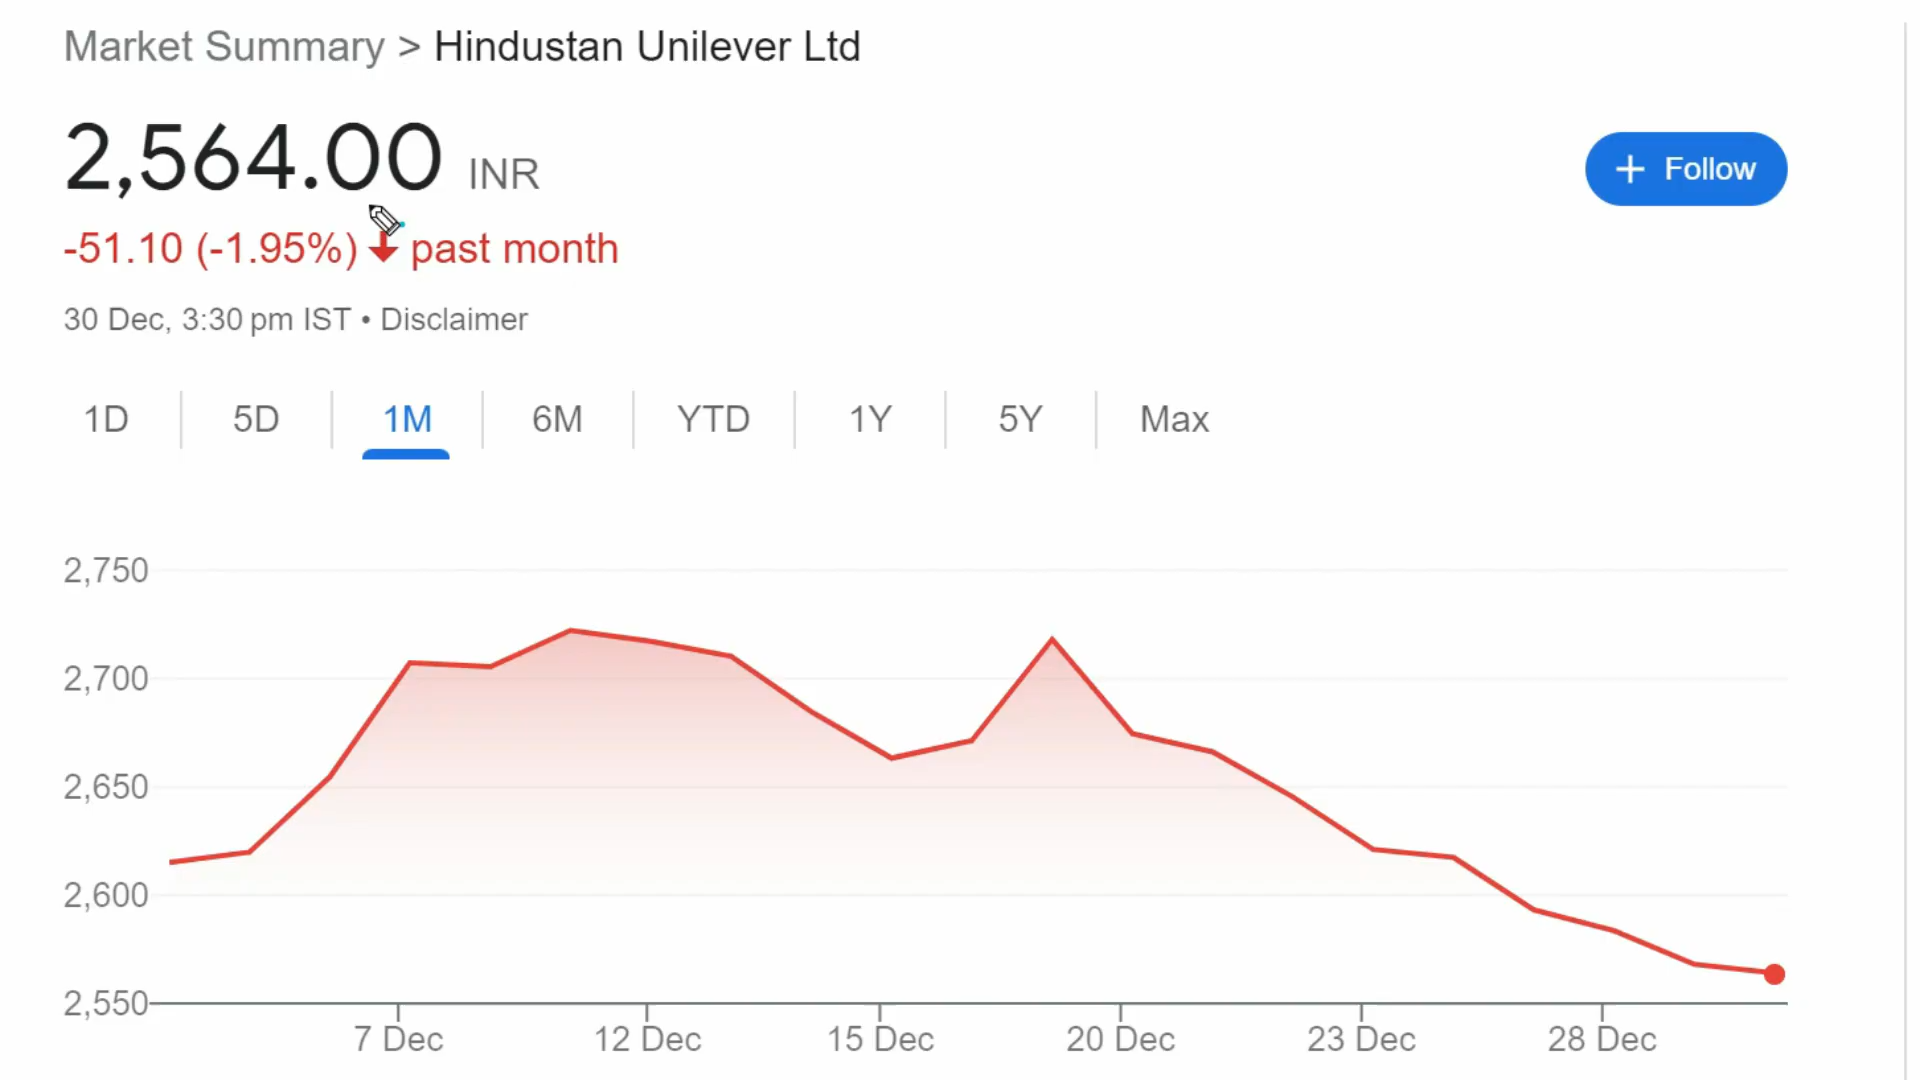 Market Summary > Hindustan Unilever Ltd
2,564.00 INR
+ Follow
-51.10 (-1.95%) ↓ past month
30 Dec, 3:30 pm IST • Disclaimer
1D 5D 1M 6M YTD 1Y 5Y Max
2,750
2,700
2,650
2,600
2,550
7 Dec 12 Dec 15 Dec 20 Dec 23 Dec 28 Dec